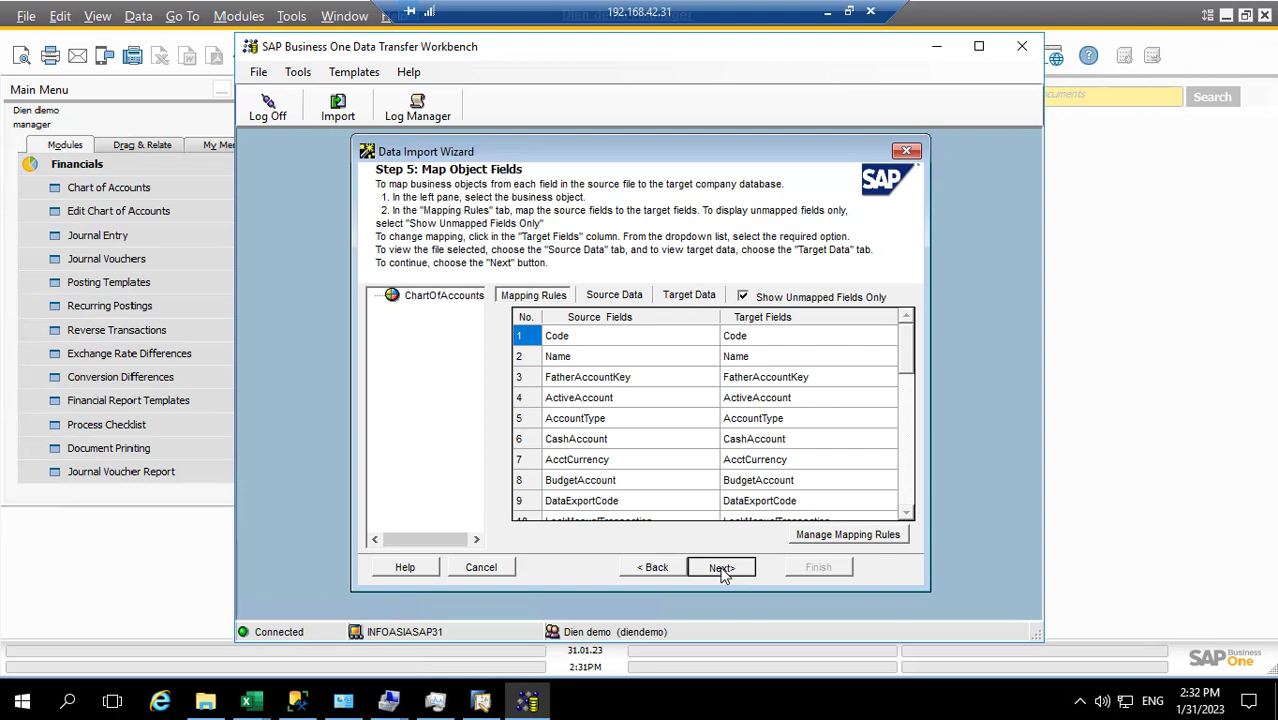 File Edit View Data Go To Modules Tools Window
192.168.42.31
SAP Business One Data Transfer Workbench
File Tools Templates Help
Log Off Import Log Manager
Search
Main Menu
Dien demo
manager
Modules Drag & Relate My Me
Financials
Chart of Accounts
Edit Chart of Accounts
Journal Entry
Journal Vouchers
Posting Templates
Recurring Postings
Reverse Transactions
Exchange Rate Differences
Conversion Differences
Financial Report Templates
Process Checklist
Document Printing
Journal Voucher Report
Data Import Wizard
Step 5: Map Object Fields
SAP
To map business objects from each field in the source file to the target company database.
1. In the left pane, select the business object.
2. In the "Mapping Rules" tab, map the source fields to the target fields. To display unmapped fields only,
select "Show Unmapped Fields Only"
To change mapping, click in the "Target Fields" column. From the dropdown list, select the required option.
To view the file selected, choose the "Source Data" tab, and to view target data, choose the "Target Data" tab.
To continue, choose the "Next" button.
ChartOfAccounts
Mapping Rules Source Data Target Data Show Unmapped Fields Only
No. Source Fields Target Fields
1 Code Code
2 Name Name
3 FatherAccountKey FatherAccountKey
4 ActiveAccount ActiveAccount
5 AccountType AccountType
6 CashAccount CashAccount
7 AcctCurrency AcctCurrency
8 BudgetAccount BudgetAccount
9 DataExportCode DataExportCode
Manage Mapping Rules
Help Cancel < Back Next> Finish
Connected INFOASIASAP31 Dien demo (diendemo)
31.01.23
2:31PM
SAP Business One
ENG
2:32 PM
1/31/2023